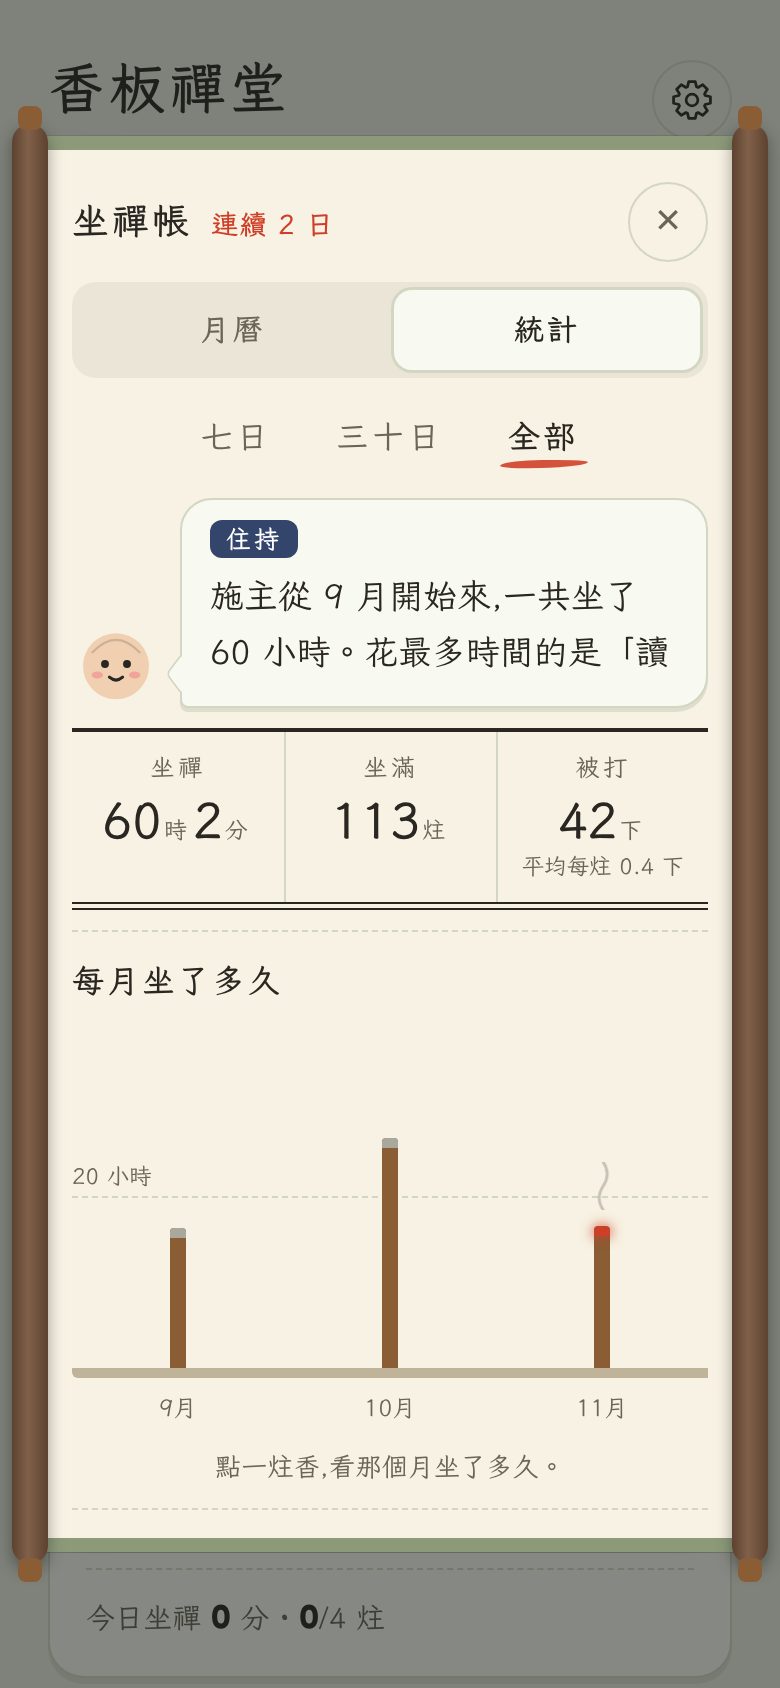 香板禪堂
坐禪帳 連續 2 日
✕
月曆 統計
七日 三十日 全部
住持
施主從 9 月開始來,一共坐了
60 小時。花最多時間的是「讀
坐禪 坐滿 被打
60時2分 113炷 42下
平均每炷 0.4 下
每月坐了多久
20 小時
9月 10月 11月
點一炷香,看那個月坐了多久。
今日坐禪 0 分・0/4 炷